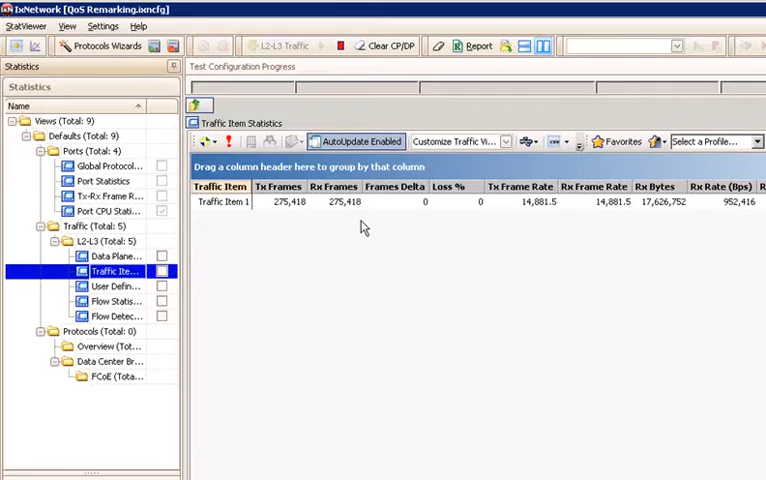 IxNetwork [QoS Remarking.ixncfg]
StatViewer View Settings Help
Protocols Wizards L2-L3 Traffic Clear CP/DP Report
Statistics
Test Configuration Progress
Statistics
Name
Views (Total: 9)
Defaults (Total: 9)
Ports (Total: 4)
Global Protocol...
Port Statistics
Tx-Rx Frame R...
Port CPU Stati...
Traffic (Total: 5)
L2-L3 (Total: 5)
Data Plane...
Traffic Ite...
User Defin...
Flow Statis...
Flow Detec...
Protocols (Total: 0)
Overview (Tot...
Data Center Br...
FCoE (Tota...
Traffic Item Statistics
AutoUpdate Enabled Customize Traffic Vi... CSV Favorites Select a Profile...
Drag a column header here to group by that column
Traffic Item Tx Frames Rx Frames Frames Delta Loss % Tx Frame Rate Rx Frame Rate Rx Bytes Rx Rate (Bps)
Traffic Item 1 275,418 275,418 0 0 14,881.5 14,881.5 17,626,752 952,416